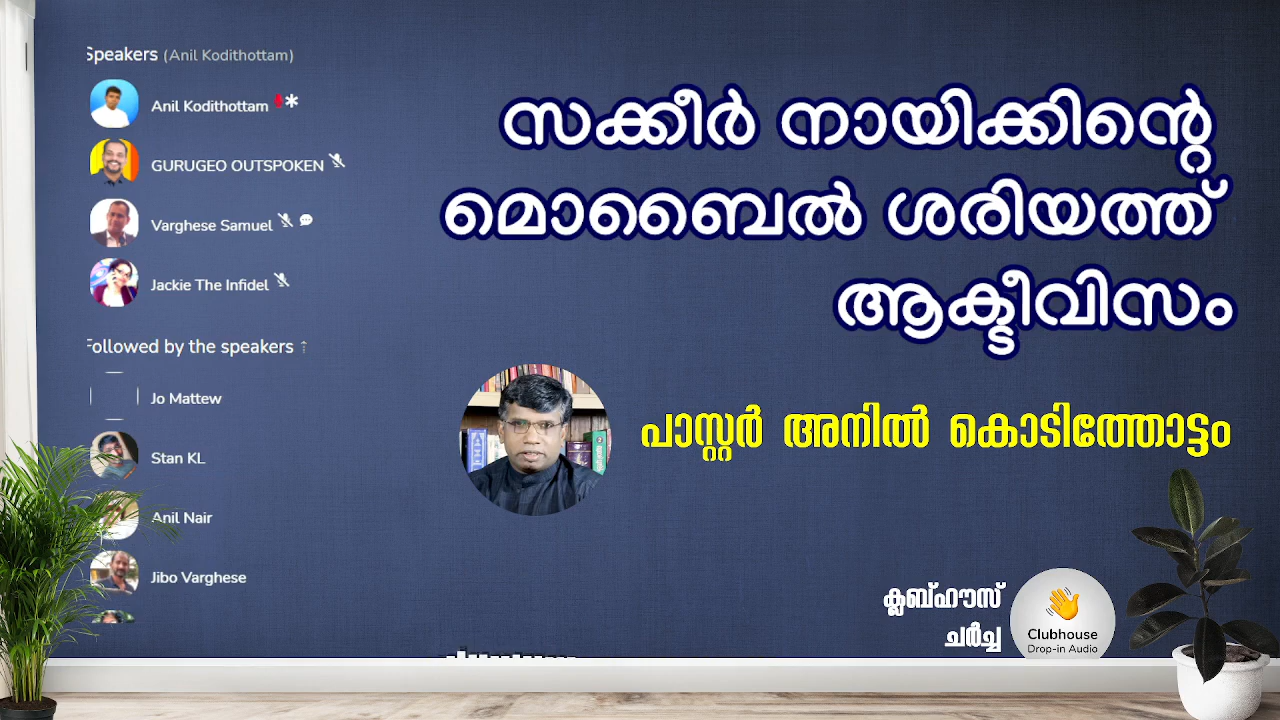 Speakers (Anil Kodithottam)
Anil Kodithottam
GURUGEO OUTSPOKEN
Varghese Samuel
Jackie The Infidel
Followed by the speakers ↑
Jo Mattew
Stan KL
Anil Nair
Jibo Varghese
സക്കീർ നായിക്കിന്റെ
മൊബൈൽ ശരിയത്ത്
ആക്ടീവിസം
പാസ്റ്റർ അനിൽ കൊടിത്തോട്ടം
ക്ലബ്ഹൗസ്
ചർച്ച
Clubhouse
Drop-in Audio